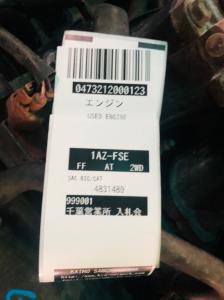 0473212000123
エンジン
USED ENGINE
1AZ-FSE
FF AT 2WD
4831489
999001
千葉営業所 入札会